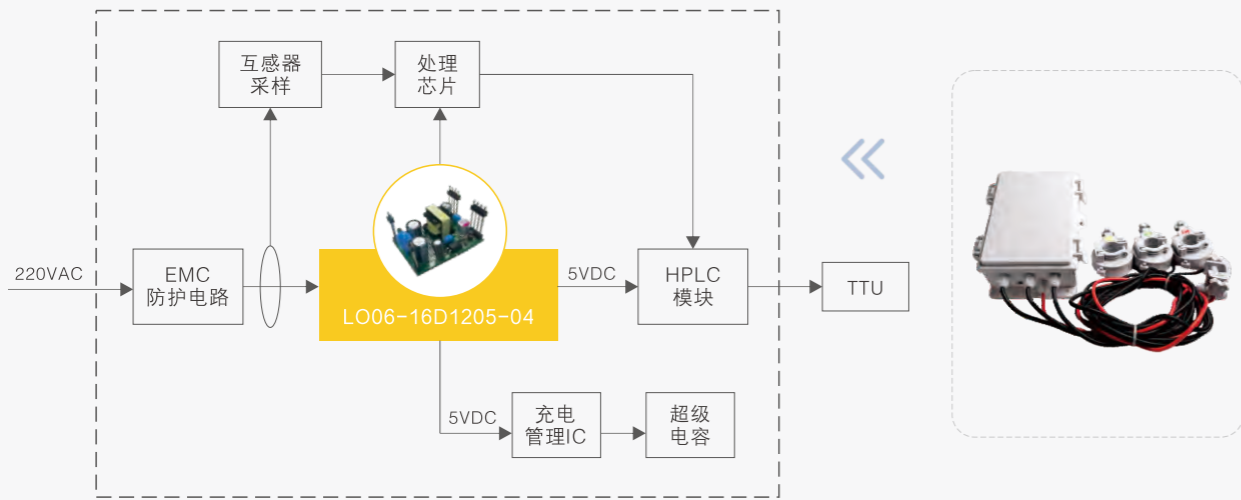 互感器
采样
处理
芯片
220VAC
EMC
防护电路
LO06-16D1205-04
5VDC
HPLC
模块
TTU
5VDC
充电
管理IC
超级
电容